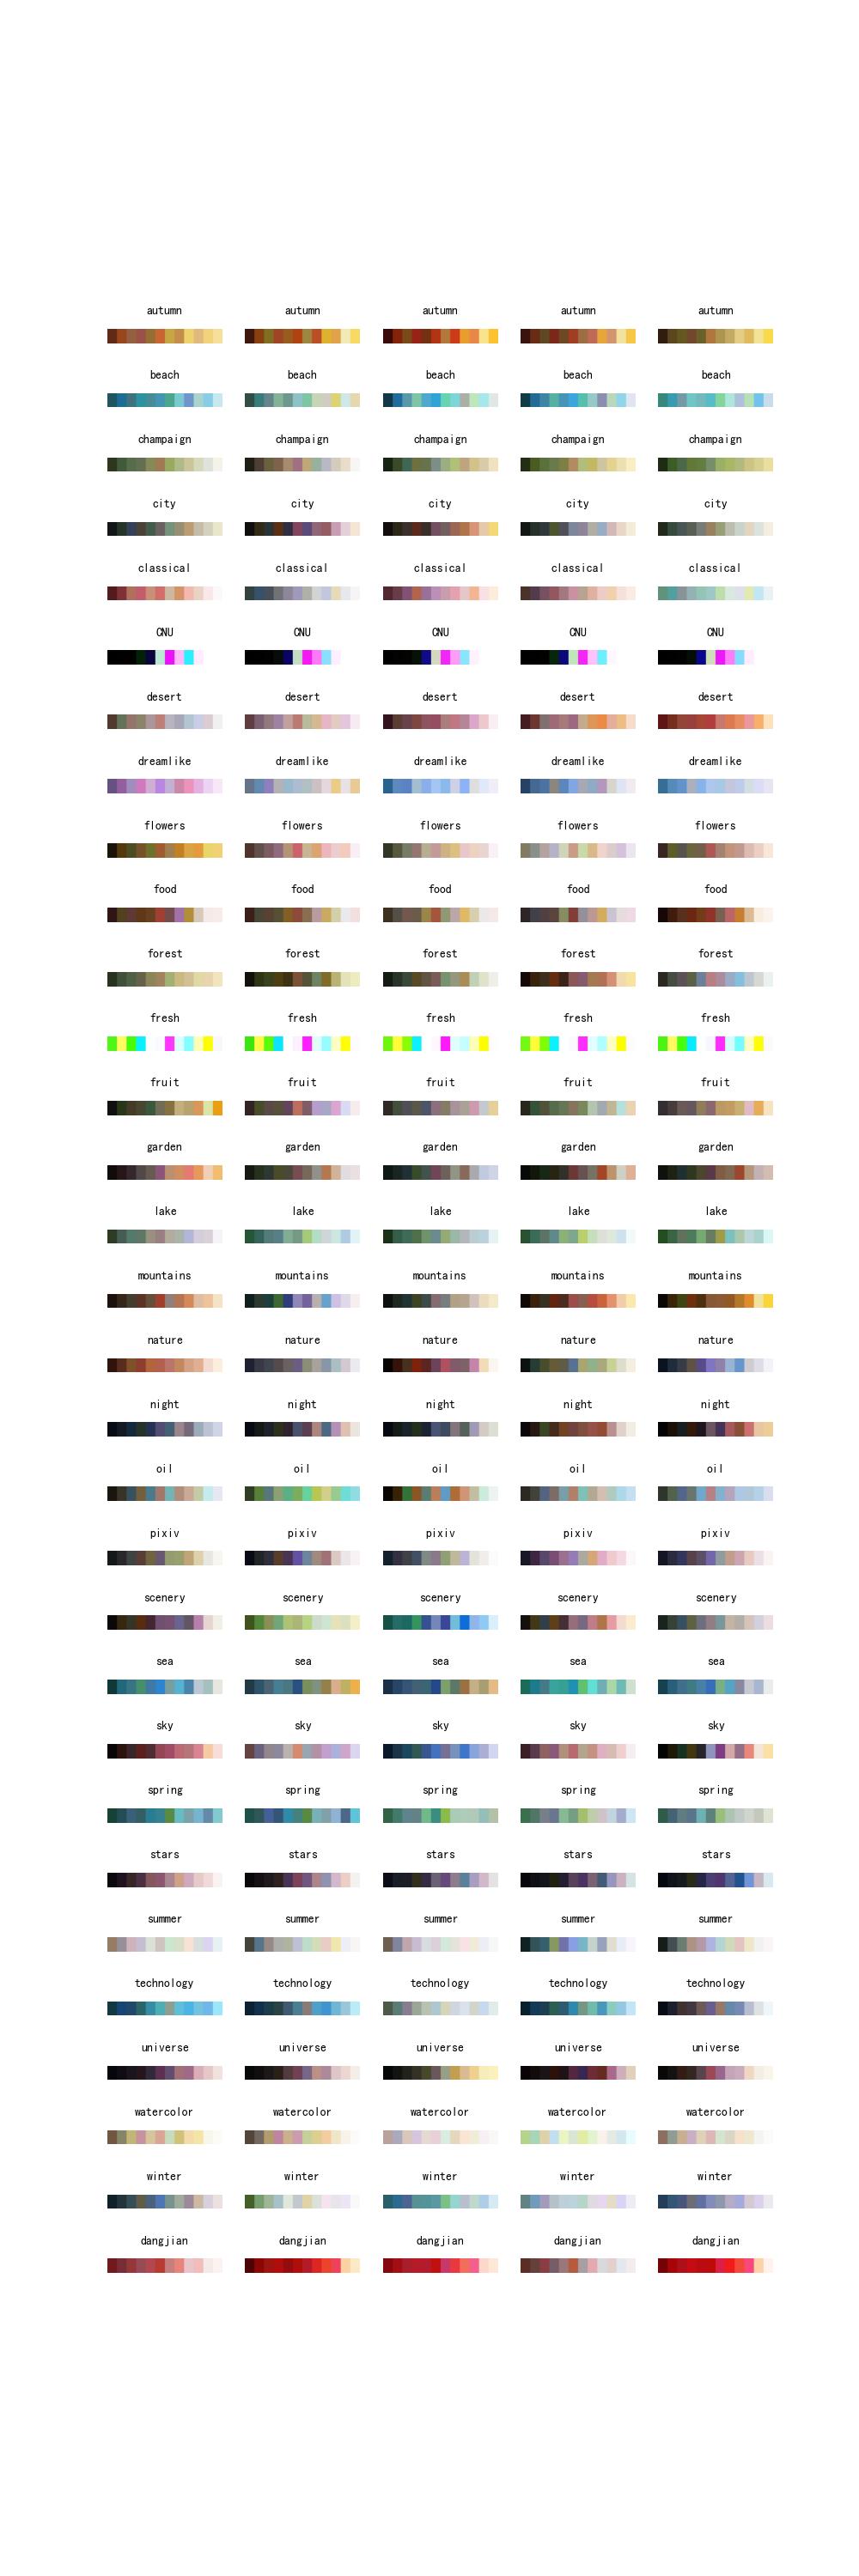 autumn autumn autumn autumn autumn
beach beach beach beach beach
champaign champaign champaign champaign champaign
city city city city city
classical classical classical classical classical
CNU CNU CNU CNU CNU
desert desert desert desert desert
dreamlike dreamlike dreamlike dreamlike dreamlike
flowers flowers flowers flowers flowers
food food food food food
forest forest forest forest forest
fresh fresh fresh fresh fresh
fruit fruit fruit fruit fruit
garden garden garden garden garden
lake lake lake lake lake
mountains mountains mountains mountains mountains
nature nature nature nature nature
night night night night night
oil oil oil oil oil
pixiv pixiv pixiv pixiv pixiv
scenery scenery scenery scenery scenery
sea sea sea sea sea
sky sky sky sky sky
spring spring spring spring spring
stars stars stars stars stars
summer summer summer summer summer
technology technology technology technology technology
universe universe universe universe universe
watercolor watercolor watercolor watercolor watercolor
winter winter winter winter winter
dangjian dangjian dangjian dangjian dangjian